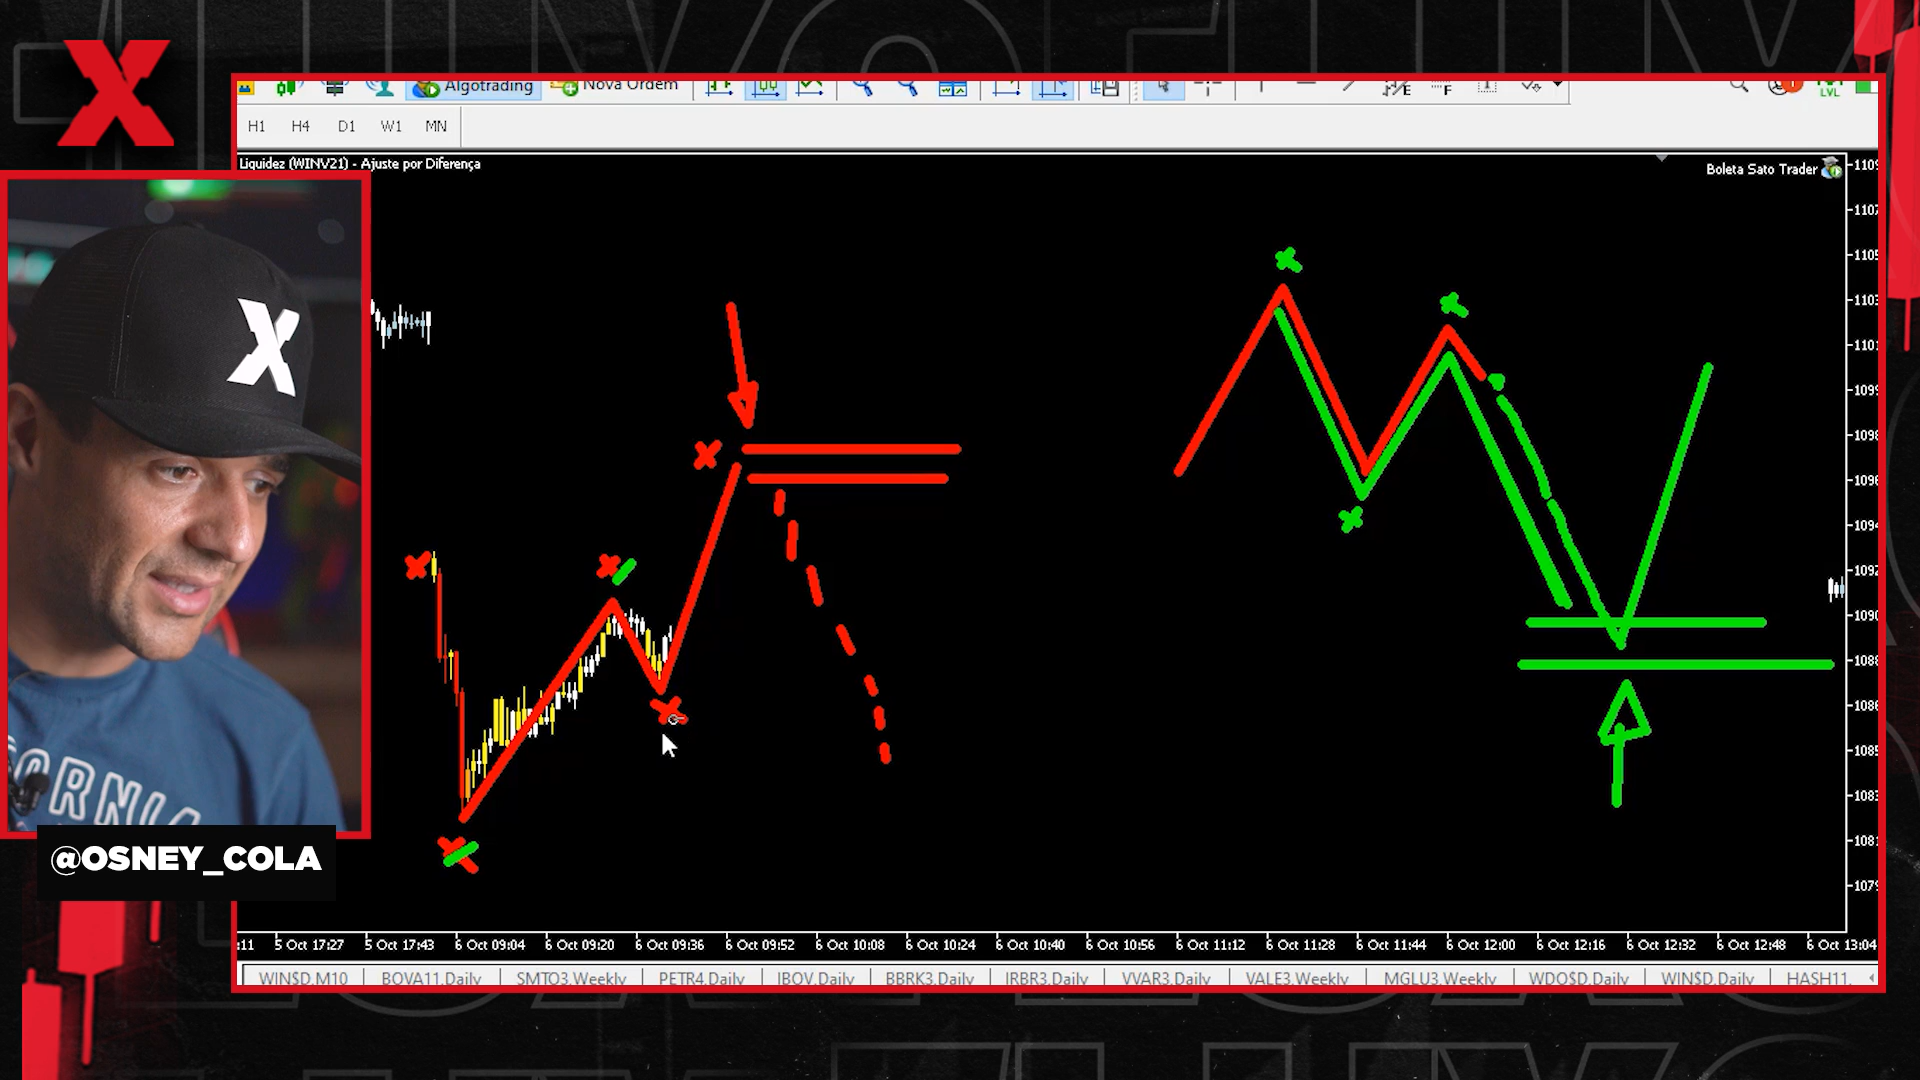 X
Algotrading
Nova Ordem
H1 H4 D1 W1 MN
Liquidez (WINV21) - Ajuste por Diferença
Boleta Sato Trader
X
@OSNEY_COLA
5 Oct 17:27 5 Oct 17:43 6 Oct 09:04 6 Oct 09:20 6 Oct 09:36 6 Oct 09:52 6 Oct 10:08 6 Oct 10:24 6 Oct 10:40 6 Oct 10:56 6 Oct 11:12 6 Oct 11:28 6 Oct 11:44 6 Oct 12:00 6 Oct 12:16 6 Oct 12:32 6 Oct 12:48 6 Oct 13:04
WIN$D.M10 BOVA11.Daily SMTO3.Weekly PETR4.Daily IBOV.Daily BBRK3.Daily IRBR3.Daily VVAR3.Daily VALE3.Weekly MGLU3.Weekly WDO$D.Daily WIN$D.Daily HASH11.